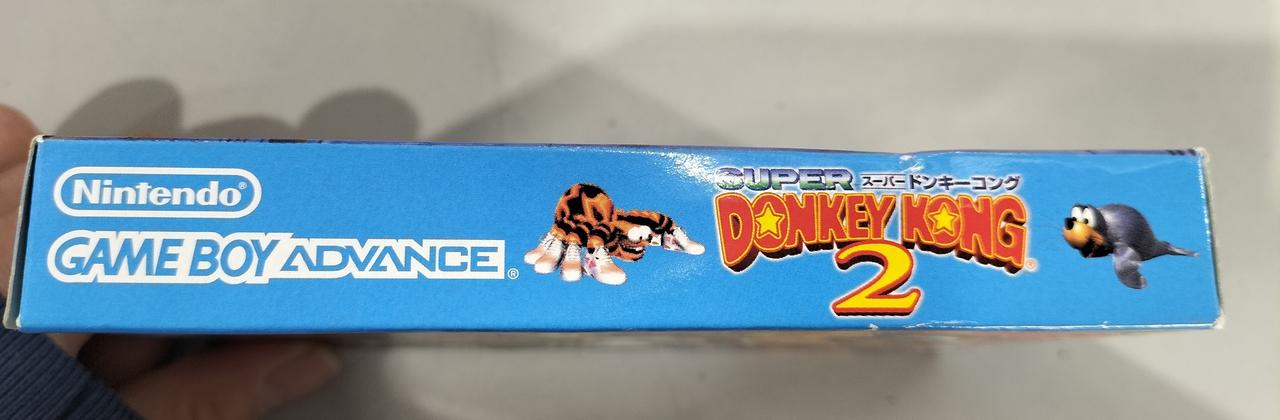 Nintendo®
GAME BOY ADVANCE®
SUPER スーパードンキーコング
DONKEY KONG®
2